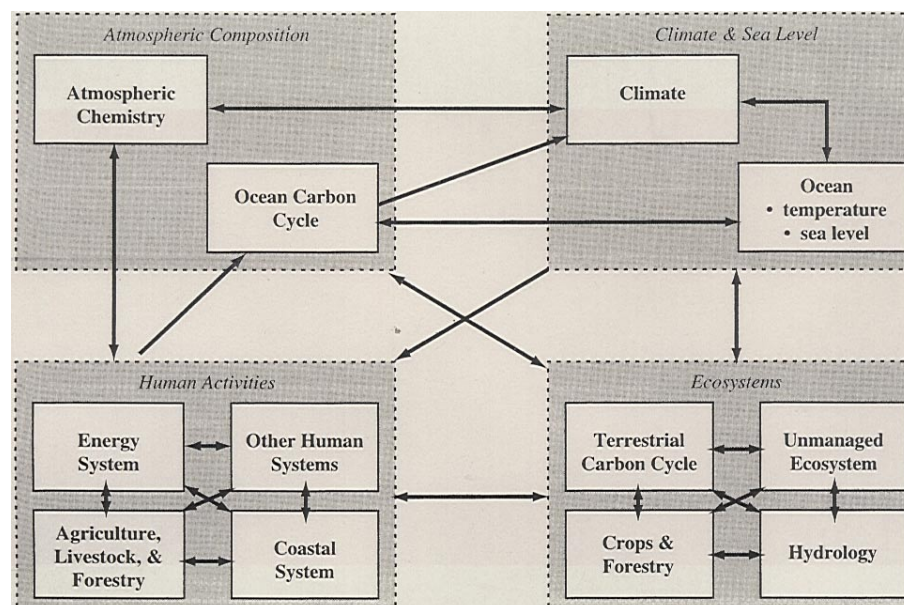 Atmospheric Composition
Atmospheric
Chemistry
Ocean Carbon
Cycle
Climate & Sea Level
Climate
Ocean
• temperature
• sea level
Human Activities
Energy
System
Other Human
Systems
Agriculture,
Livestock, &
Forestry
Coastal
System
Ecosystems
Terrestrial
Carbon Cycle
Unmanaged
Ecosystem
Crops &
Forestry
Hydrology